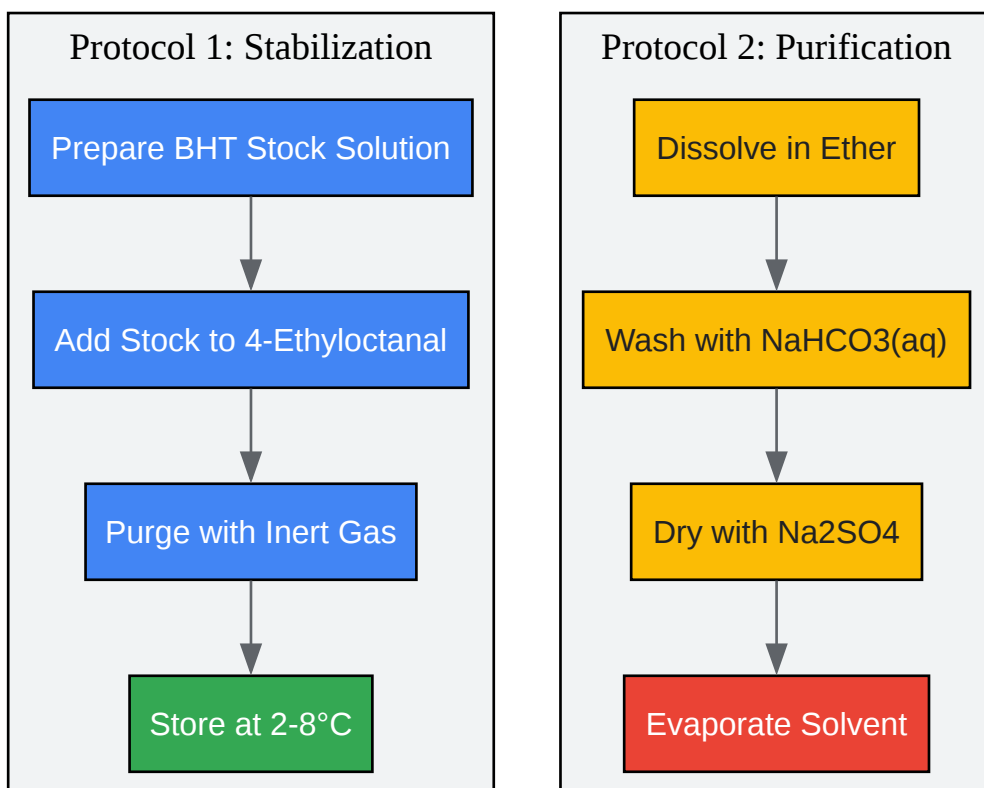 Protocol 1: Stabilization
Prepare BHT Stock Solution
Add Stock to 4-Ethyloctanal
Purge with Inert Gas
Store at 2-8°C
Protocol 2: Purification
Dissolve in Ether
Wash with NaHCO3(aq)
Dry with Na2SO4
Evaporate Solvent